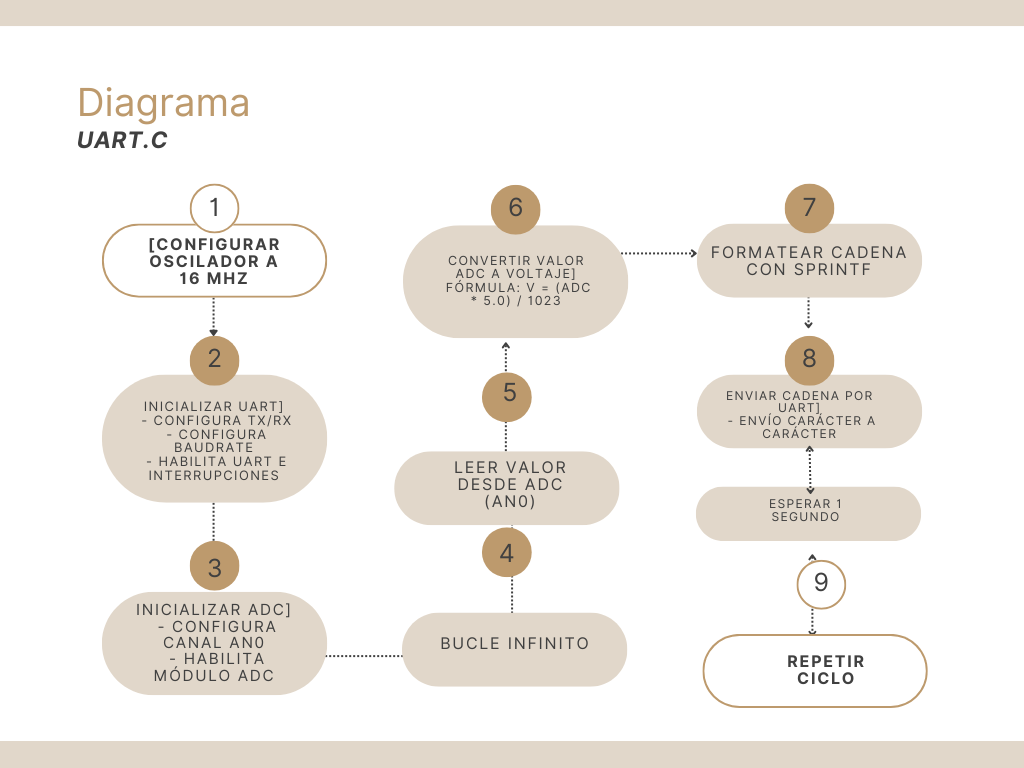 Diagrama
UART.C
1
[CONFIGURAR
OSCILADOR A
16 MHZ
2
INICIALIZAR UART]
- CONFIGURA TX/RX
- CONFIGURA
BAUDRATE
- HABILITA UART E
INTERRUPCIONES
3
INICIALIZAR ADC]
- CONFIGURA
CANAL AN0
- HABILITA
MÓDULO ADC
BUCLE INFINITO
4
LEER VALOR
DESDE ADC
(AN0)
5
6
CONVERTIR VALOR
ADC A VOLTAJE]
FÓRMULA: V = (ADC
* 5.0) / 1023
7
FORMATEAR CADENA
CON SPRINTF
8
ENVIAR CADENA POR
UART]
- ENVÍO CARÁCTER A
CARÁCTER
ESPERAR 1
SEGUNDO
9
REPETIR
CICLO